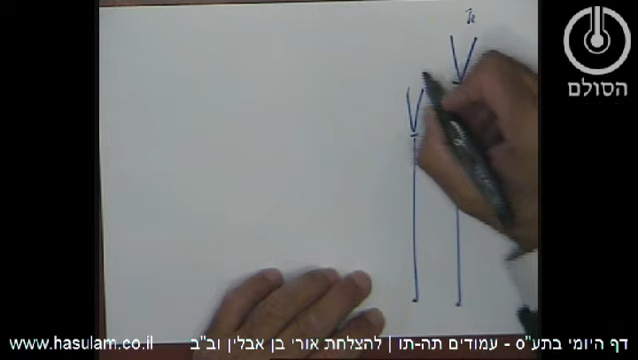 הסולם
דף היומי בתע"ס - עמודים תה-תו | להצלחת אורי בן אבלין וב"ב
www.hasulam.co.il